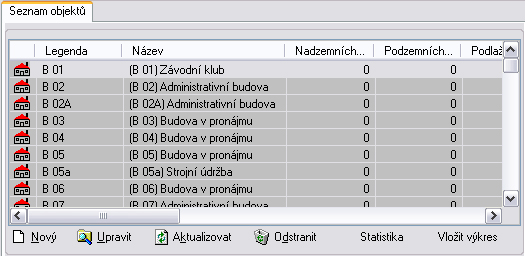 Seznam objektů
Legenda Název Nadzemních... Podzemních... Podlaž
B 01 (B 01) Závodní klub 0 0
B 02 (B 02) Administrativní budova 0 0
B 02A (B 02A) Administrativní budova 0 0
B 03 (B 03) Budova v pronájmu 0 0
B 04 (B 04) Budova v pronájmu 0 0
B 05 (B 05) Budova v pronájmu 0 0
B 05a (B 05a) Strojní údržba 0 0
B 06 (B 06) Budova v pronájmu 0 0
B 07 (B 07) Administrativní budova 0 0
Nový Upravit Aktualizovat Odstranit Statistika Vložit výkres